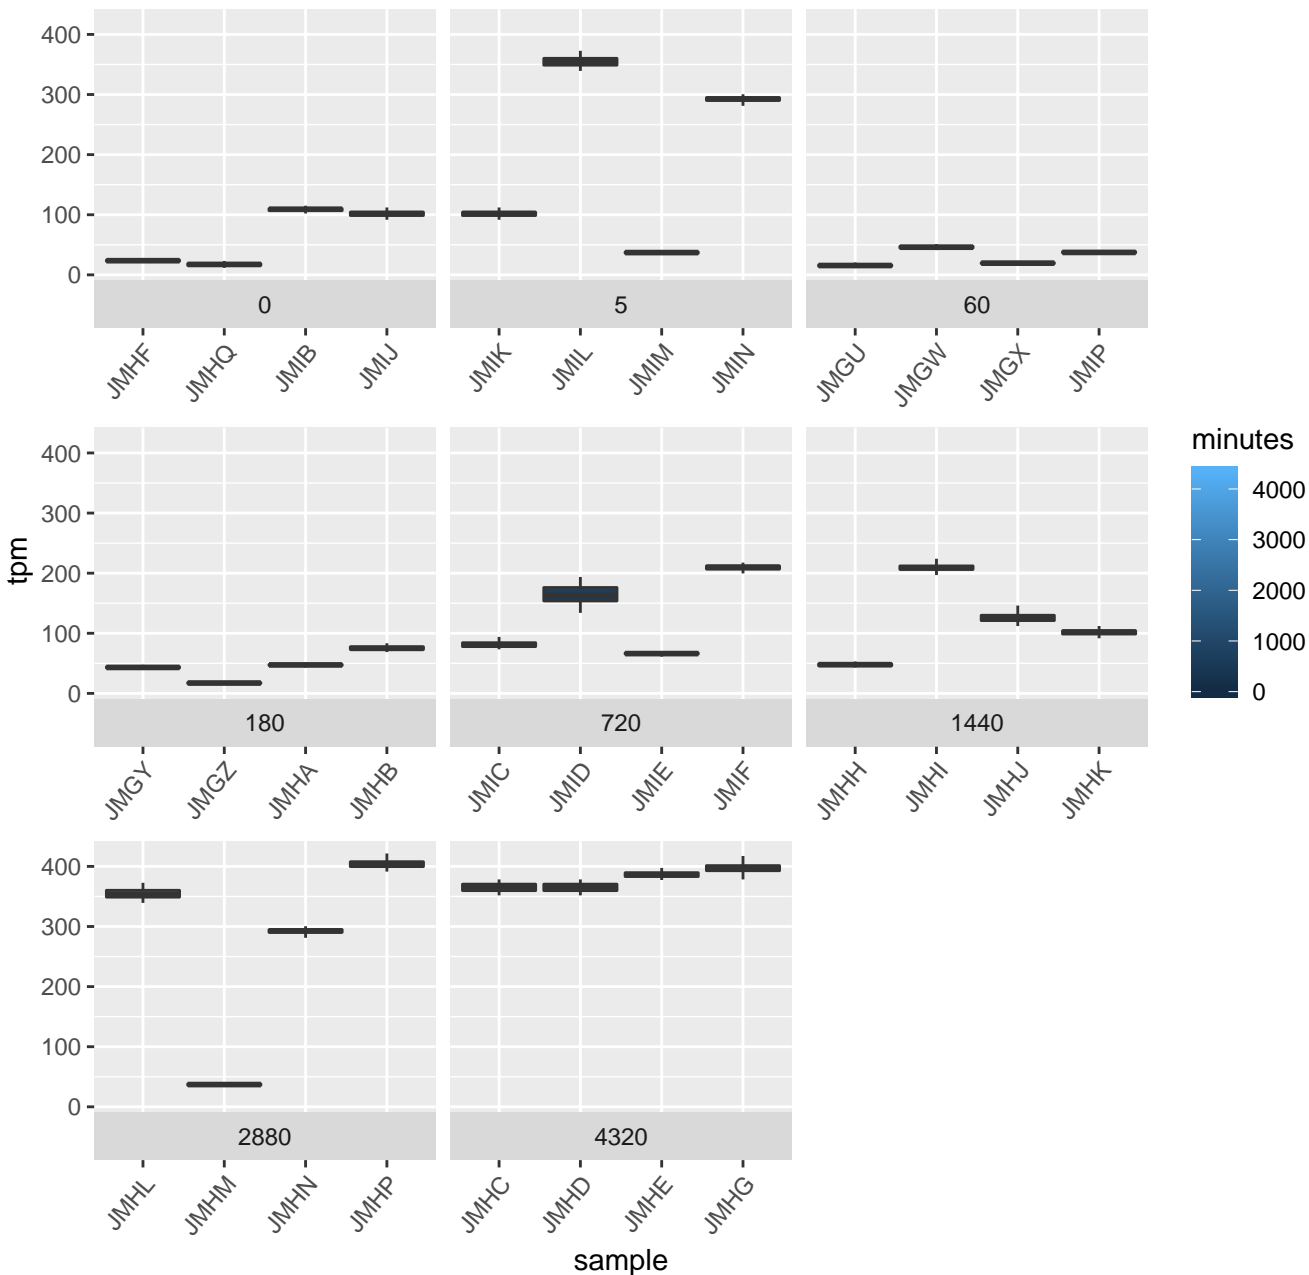 400
300
200
100
0
0
5
60
JMHF
JMHQ
JMIB
JMIJ
JMIK
JMIL
JMIM
JMIN
JMGU
JMGW
JMGX
JMIP
tpm
400
300
200
100
0
180
720
1440
JMGY
JMGZ
JMHA
JMHB
JMIC
JMID
JMIE
JMIF
JMHH
JMHI
JMHJ
JMHK
minutes
4000
3000
2000
1000
0
400
300
200
100
0
2880
4320
JMHL
JMHM
JMHN
JMHP
JMHC
JMHD
JMHE
JMHG
sample